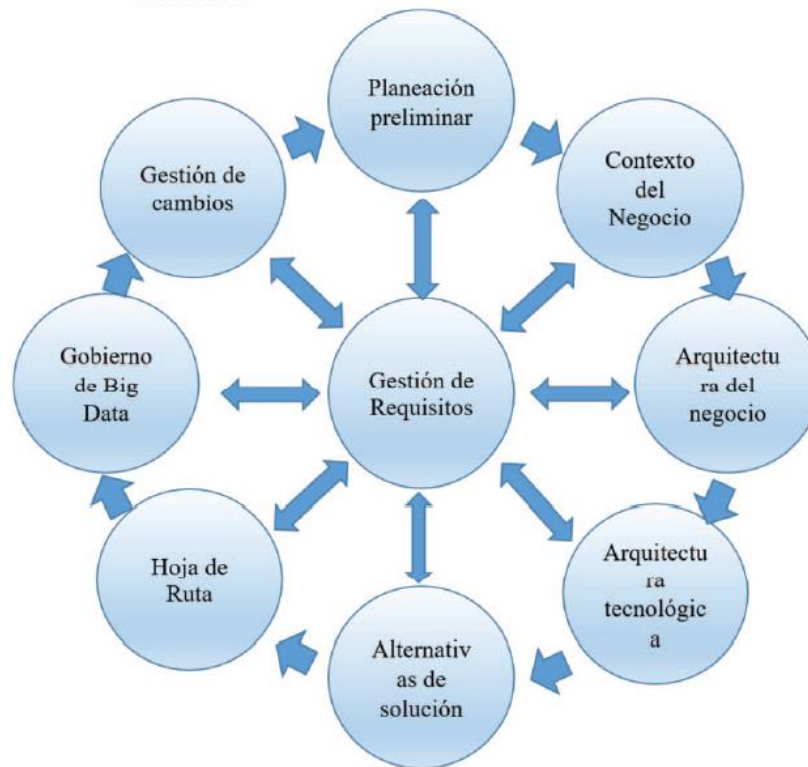 Planeación
preliminar
Contexto
del
Negocio
Arquitectu
ra del
negocio
Arquitectu
ra
tecnológic
a
Alternativ
as de
solución
Hoja de
Ruta
Gobierno
de Big
Data
Gestión de
cambios
Gestión de
Requisitos